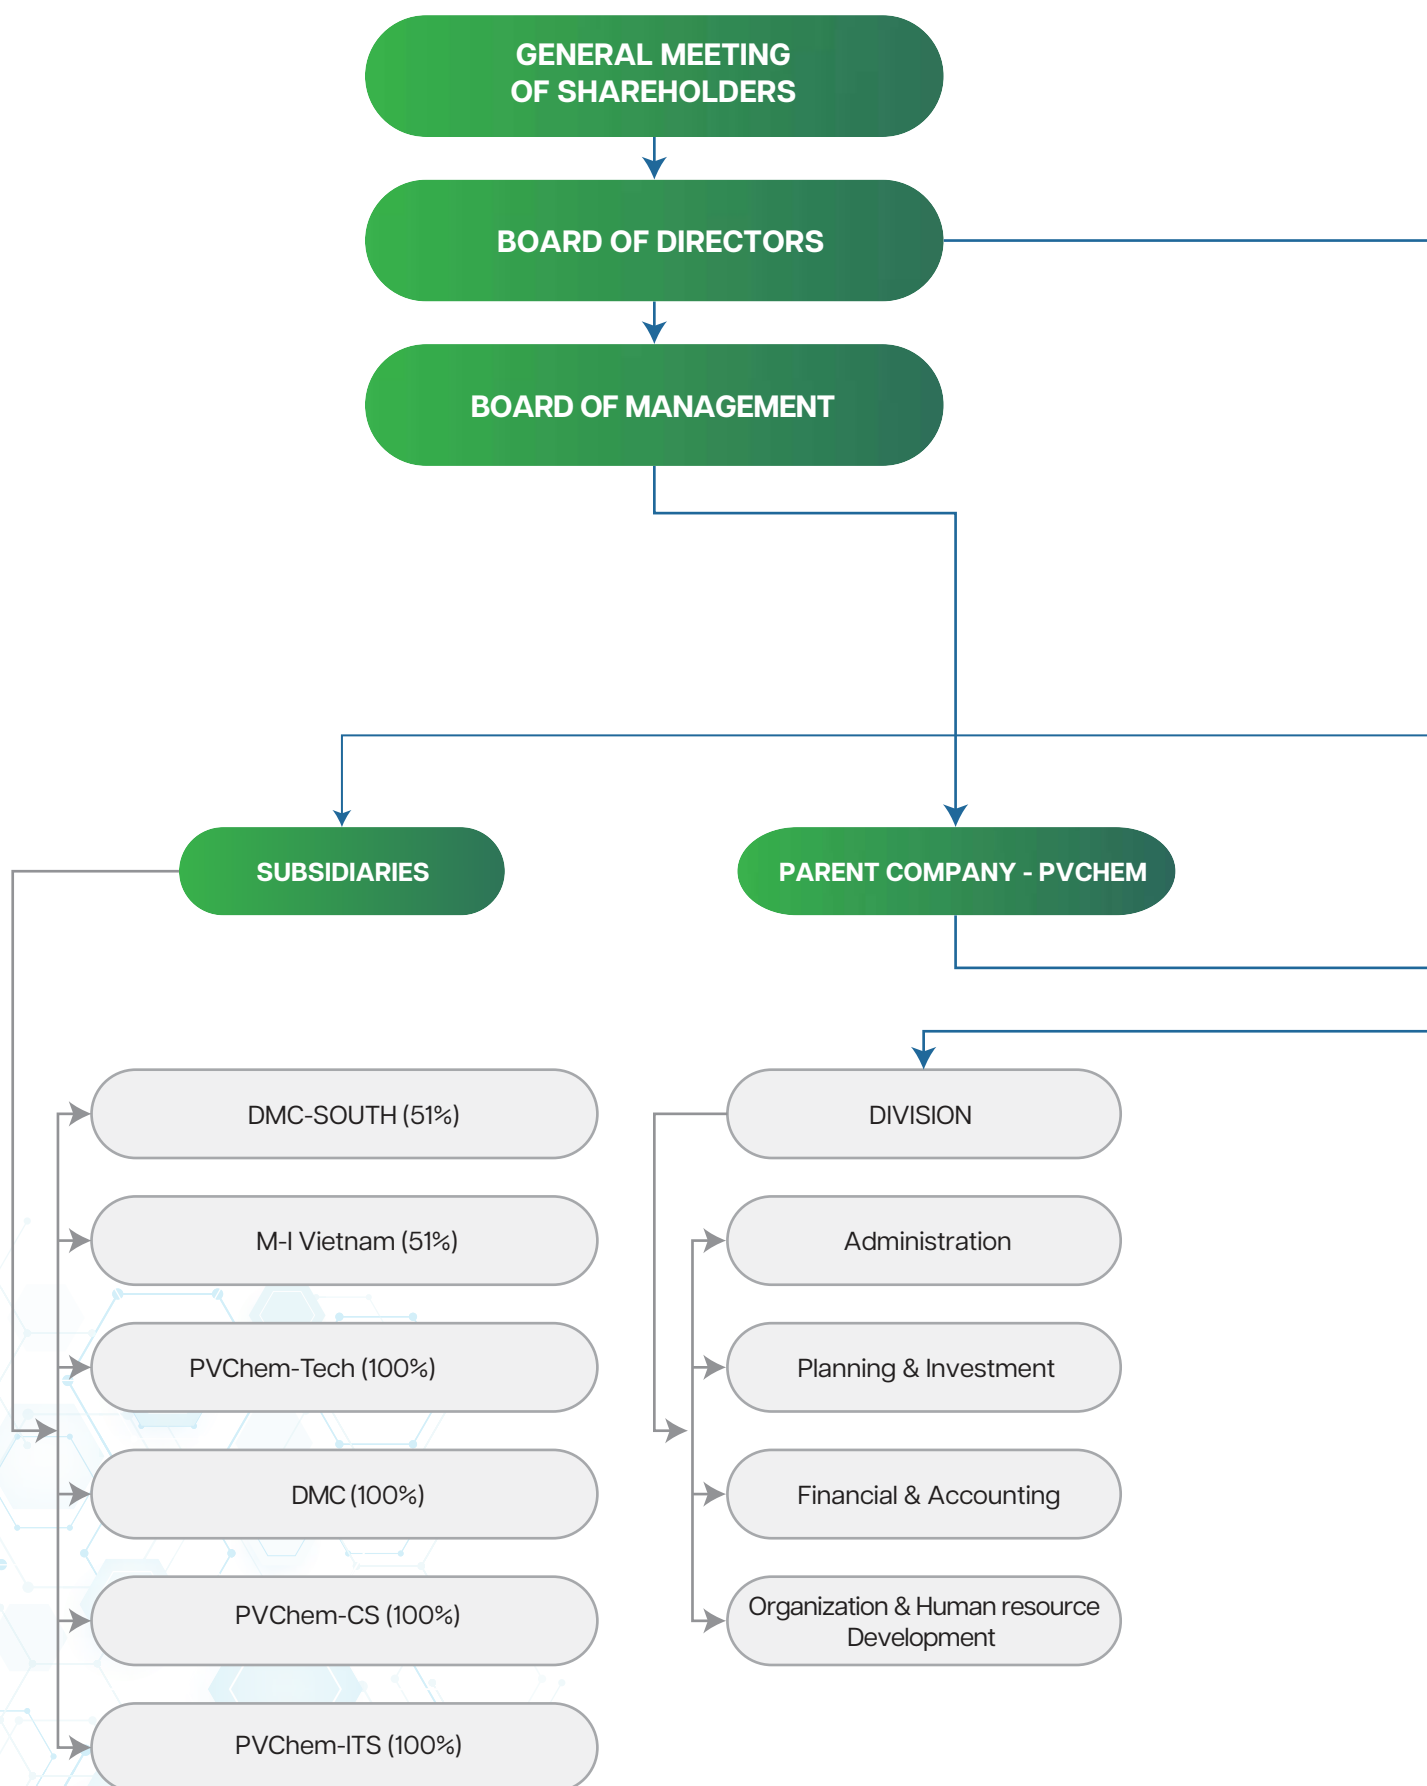 GENERAL MEETING
OF SHAREHOLDERS
BOARD OF DIRECTORS
BOARD OF MANAGEMENT
SUBSIDIARIES
PARENT COMPANY - PVCHEM
DMC-SOUTH (51%)
M-I Vietnam (51%)
PVChem-Tech (100%)
DMC (100%)
PVChem-CS (100%)
PVChem-ITS (100%)
DIVISION
Administration
Planning & Investment
Financial & Accounting
Organization & Human resource
Development